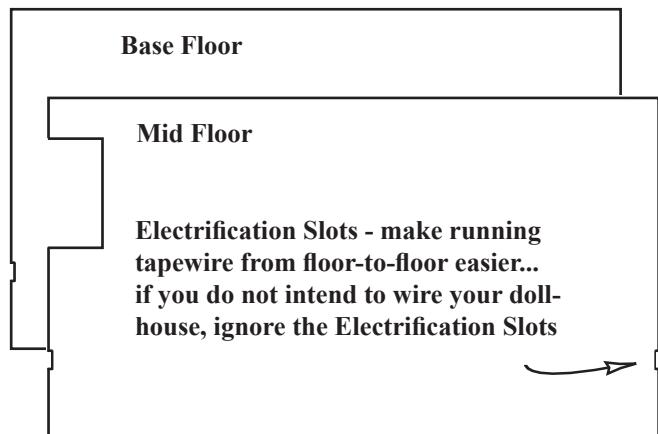 Base Floor
Mid Floor
Electrification Slots - make running
tapewire from floor-to-floor easier...
if you do not intend to wire your doll-
house, ignore the Electrification Slots